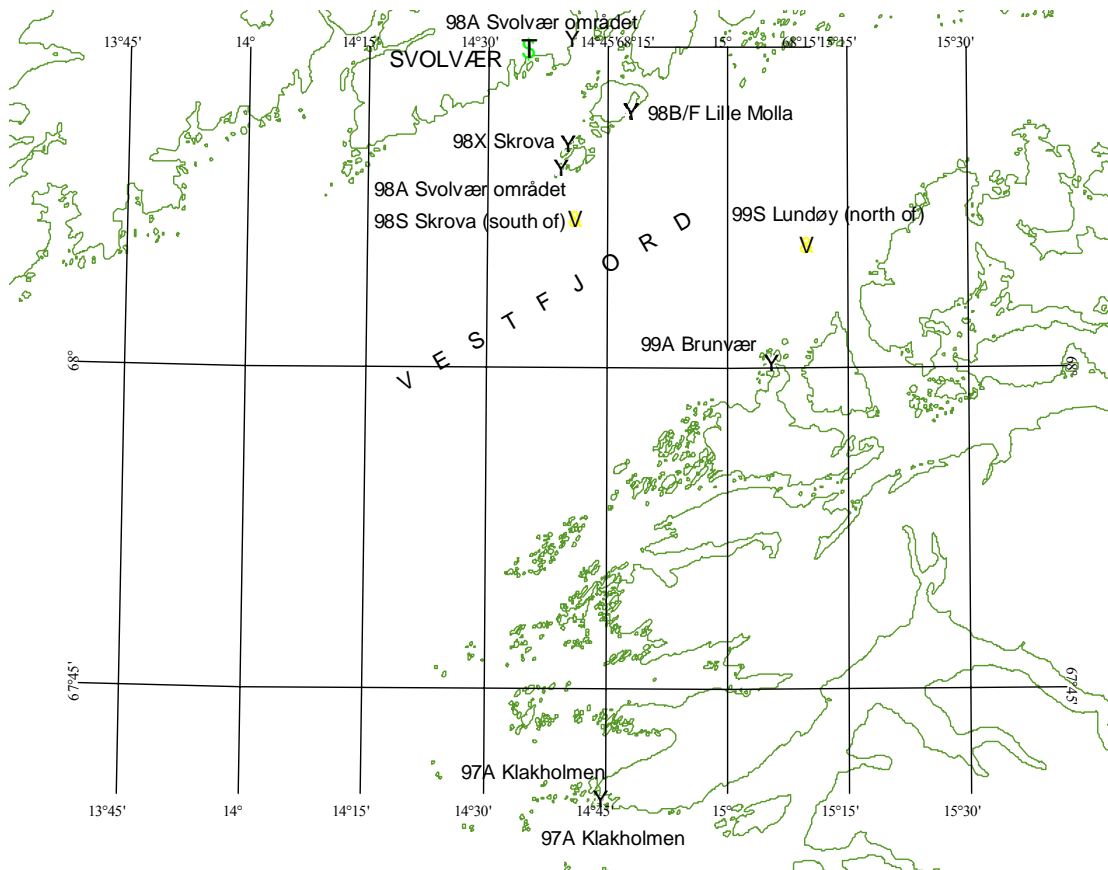 98A Svolvær området
13°45'
14°
14°15'
14°30'
14°45'
68°15'
15°
68°15'
15°15'
15°30'
S
T
Y
SVOLVÆR
Y
98B/F Lille Molla
98X Skrova
Y
Y
98A Svolvær området
98S Skrova (south of)
V
99S Lundøy (north of)
V
V E S T F J O R D
99A Brunvær
Y
68°
68°
67°45'
67°45'
97A Klakholmen
Y
13°45'
14°
14°15'
14°30'
14°45'
15°
15°15'
15°30'
97A Klakholmen